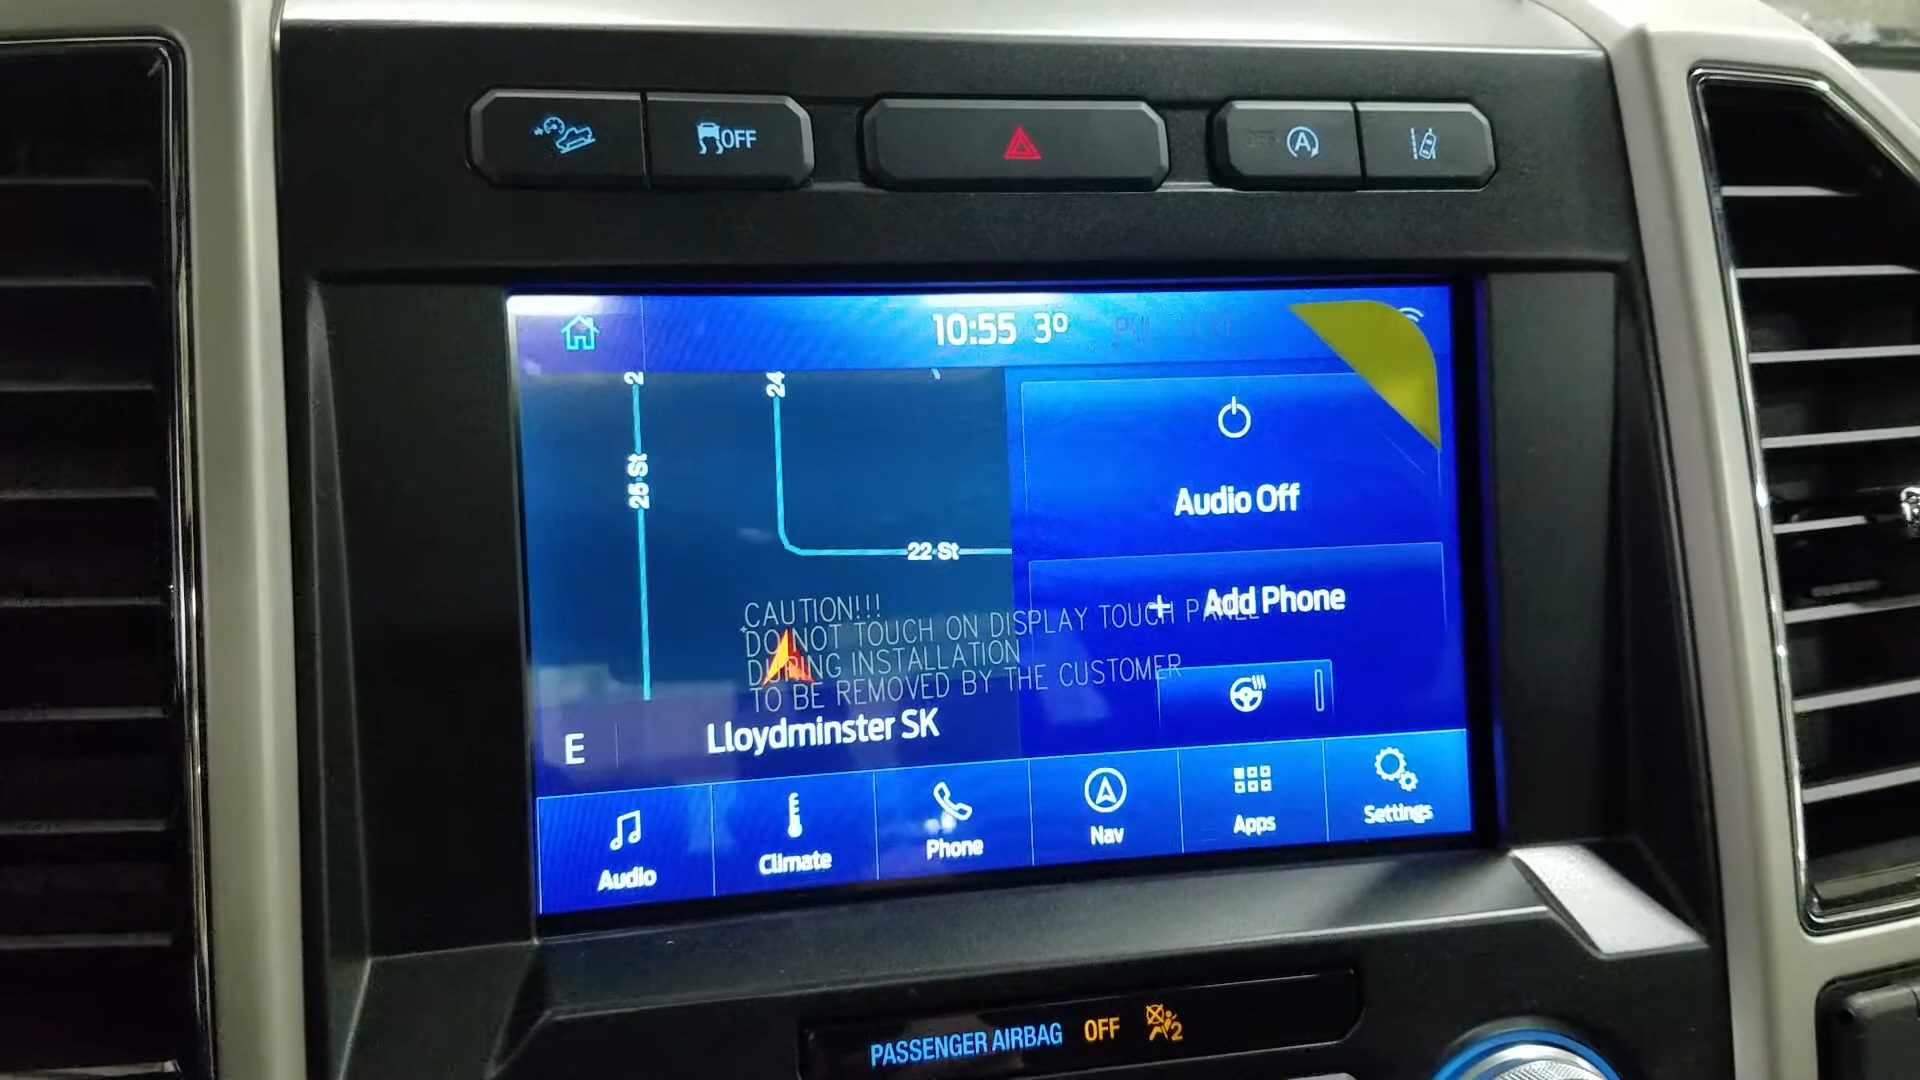 OFF
A
10:55 3°
2
24
25 St
22 St
Audio Off
+ Add Phone
CAUTION!!!
DO NOT TOUCH ON DISPLAY TOUCH PANEL
DURING INSTALLATION
TO BE REMOVED BY THE CUSTOMER
E
Lloydminster SK
Audio
Climate
Phone
Nav
Apps
Settings
PASSENGER AIRBAG OFF 2